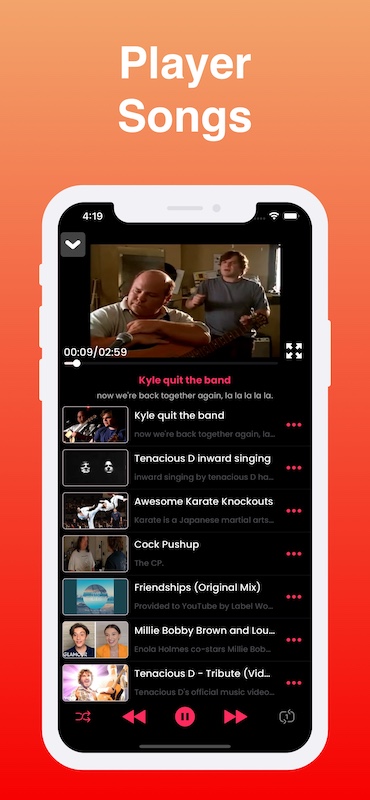 Player
Songs
4:19
00:09/02:59
Kyle quit the band
now we're back together again, la la la la la.
Kyle quit the band
now we're back together again, la...
Tenacious D inward singing
inward singing by tenacious D ha...
Awesome Karate Knockouts
Karate is a Japanese martial arts...
Cock Pushup
The CP.
Friendships (Original Mix)
Provided to YouTube by Label Wo...
Millie Bobby Brown and Lou...
Enola Holmes co-stars Millie Bob...
GLAMOUR
Tenacious D - Tribute (Vid...
Tenacious D's official music video...
1